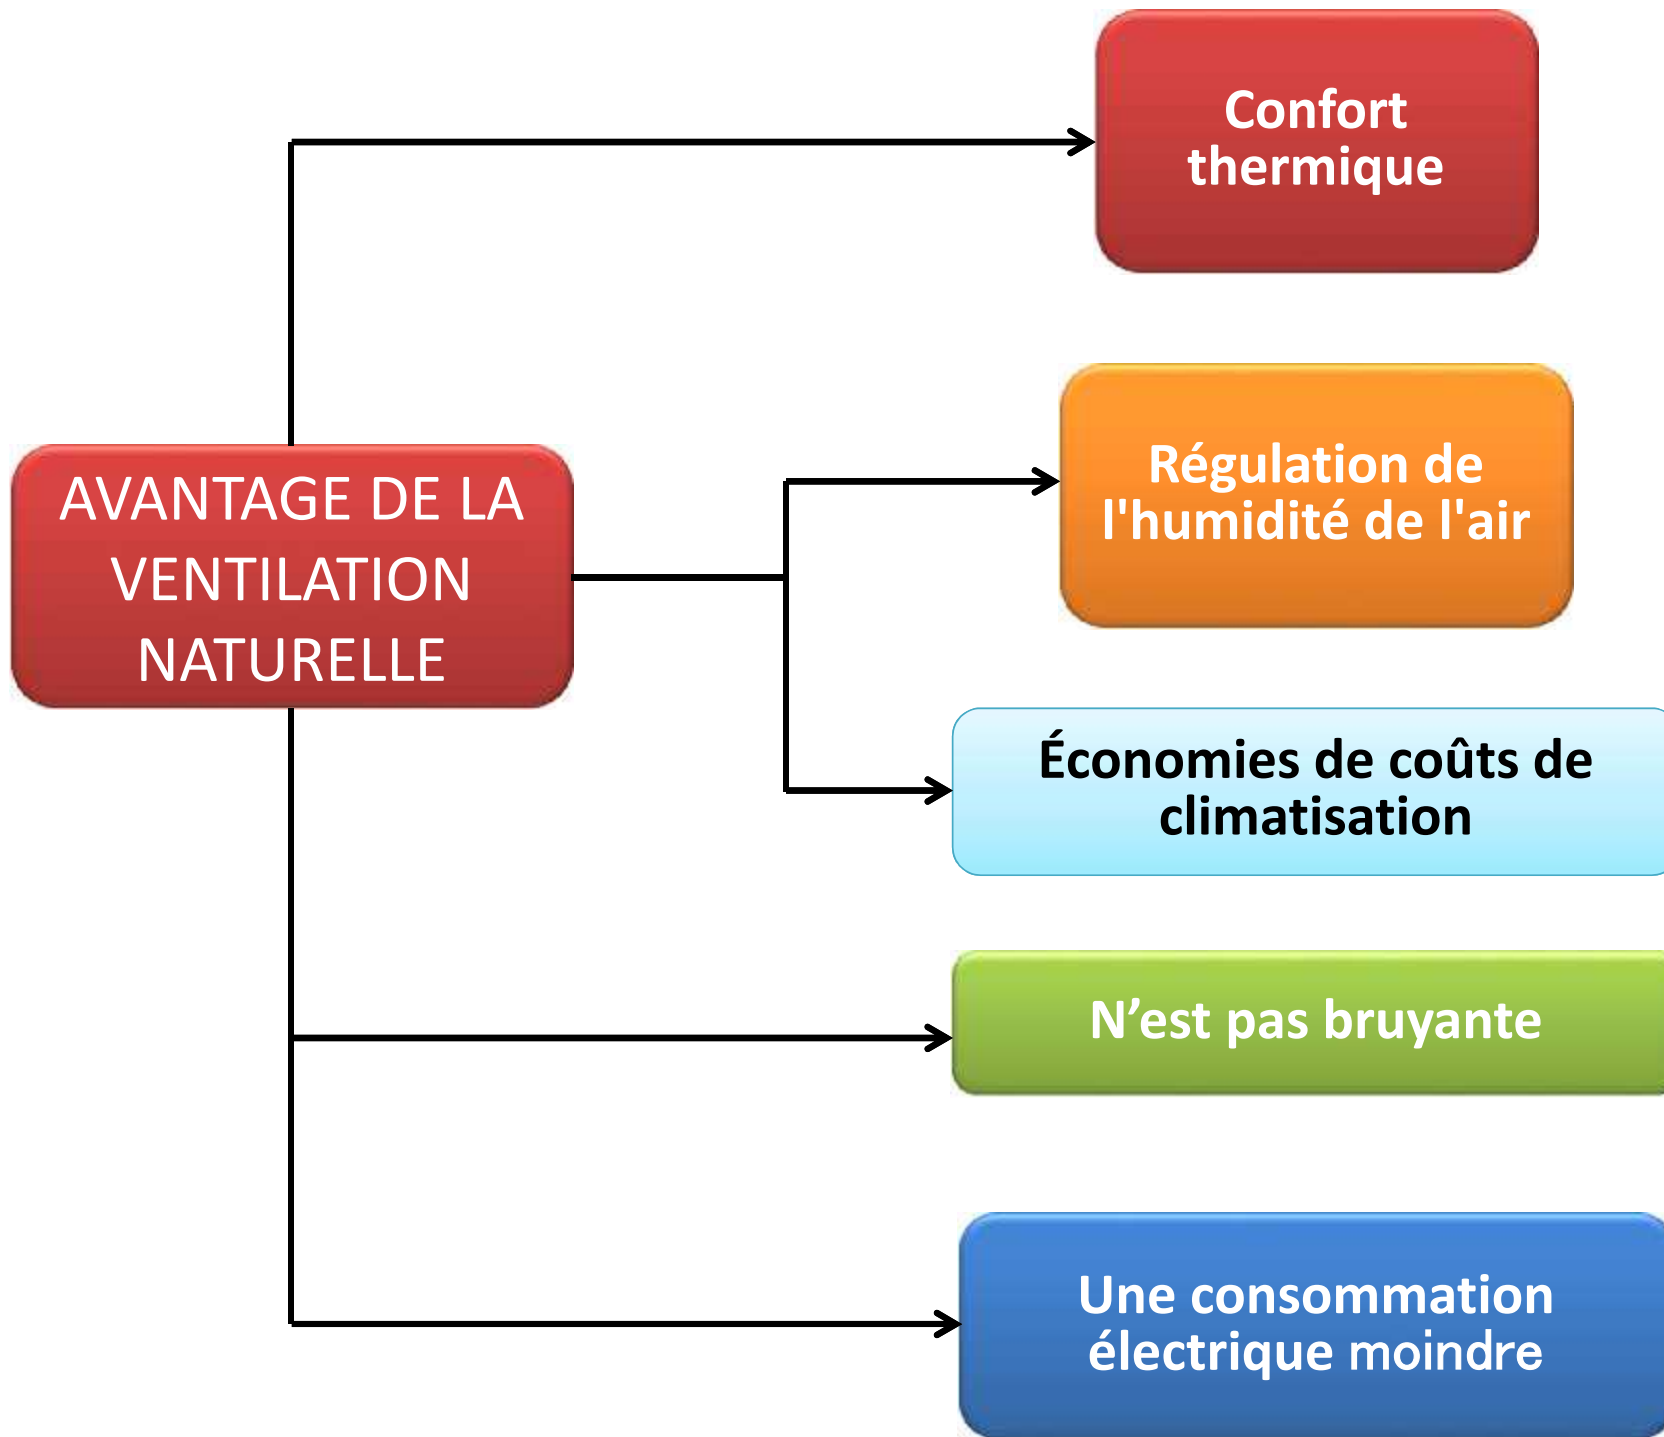 Confort
thermique
Régulation de
l'humidité de l'air
AVANTAGE DE LA
VENTILATION
NATURELLE
Économies de coûts de
climatisation
N’est pas bruyante
Une consommation
électrique moindre